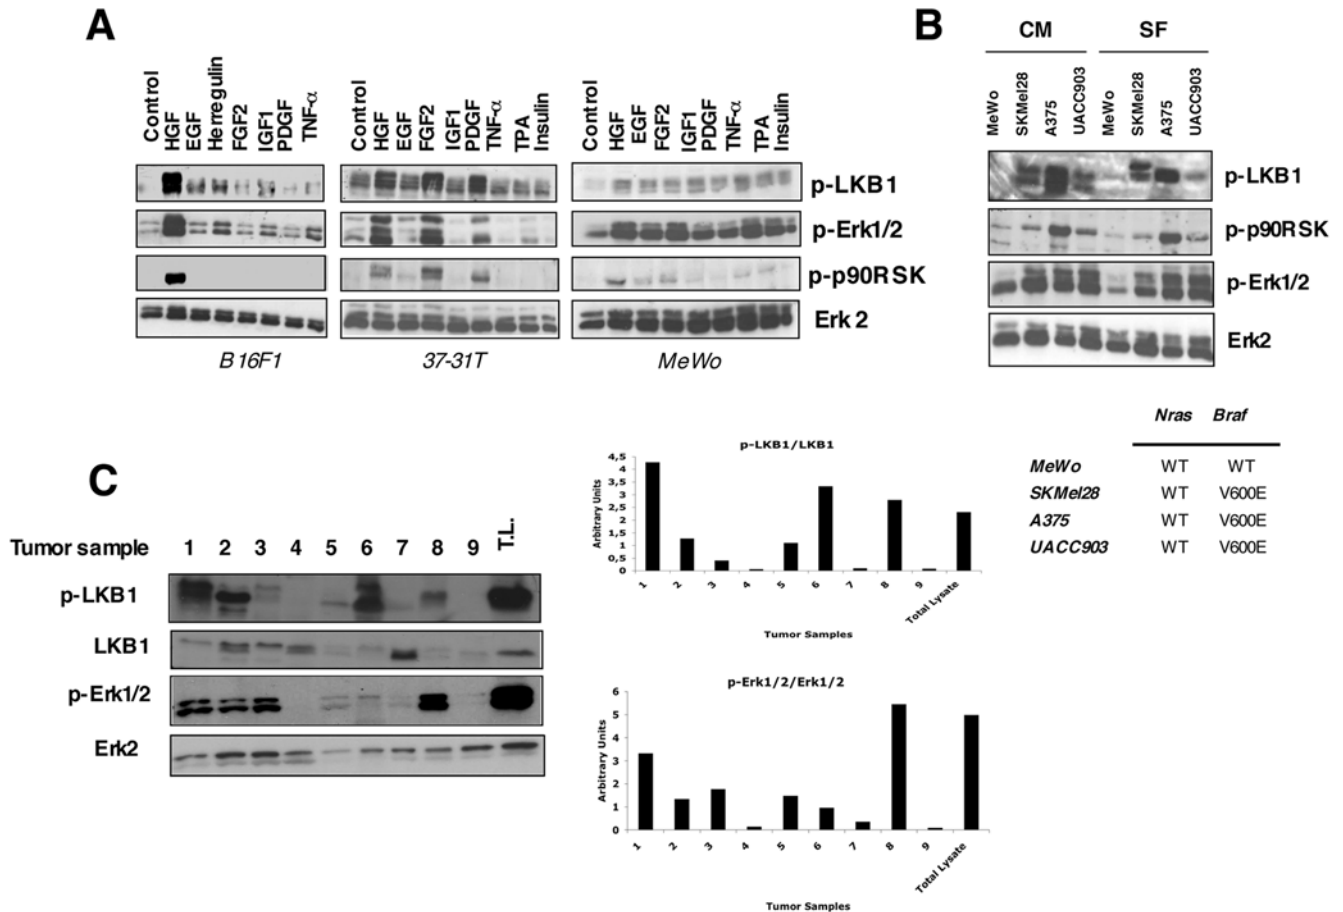 A
Control HGF EGF Herregulin FGF2 IGF1 PDGF TNF-α
Control HGF EGF FGF2 IGF1 PDGF TNF-α TPA Insulin
Control HGF EGF FGF2 IGF1 PDGF TNF-α TPA Insulin
p-LKB1
p-Erk1/2
p-p90RSK
Erk 2
B16F1 37-31T MeWo
B
CM SF
MeWo SKMel28 A375 UACC903 MeWo SKMel28 A375 UACC903
p-LKB1
p-p90RSK
p-Erk1/2
Erk2
Nras Braf
MeWo WT WT
SKMel28 WT V600E
A375 WT V600E
UACC903 WT V600E
C
Tumor sample 1 2 3 4 5 6 7 8 9 T.L.
p-LKB1
LKB1
p-Erk1/2
Erk2
p-LKB1/LKB1
Arbitrary Units
4,5
4
3,5
3
2,5
2
1,5
1
0,5
0
1 2 3 4 5 6 7 8 9 Total Lysate
Tumor Samples
p-Erk1/2/Erk1/2
Arbitrary Units
6
5
4
3
2
1
0
1 2 3 4 5 6 7 8 9 Total Lysate
Tumor Samples